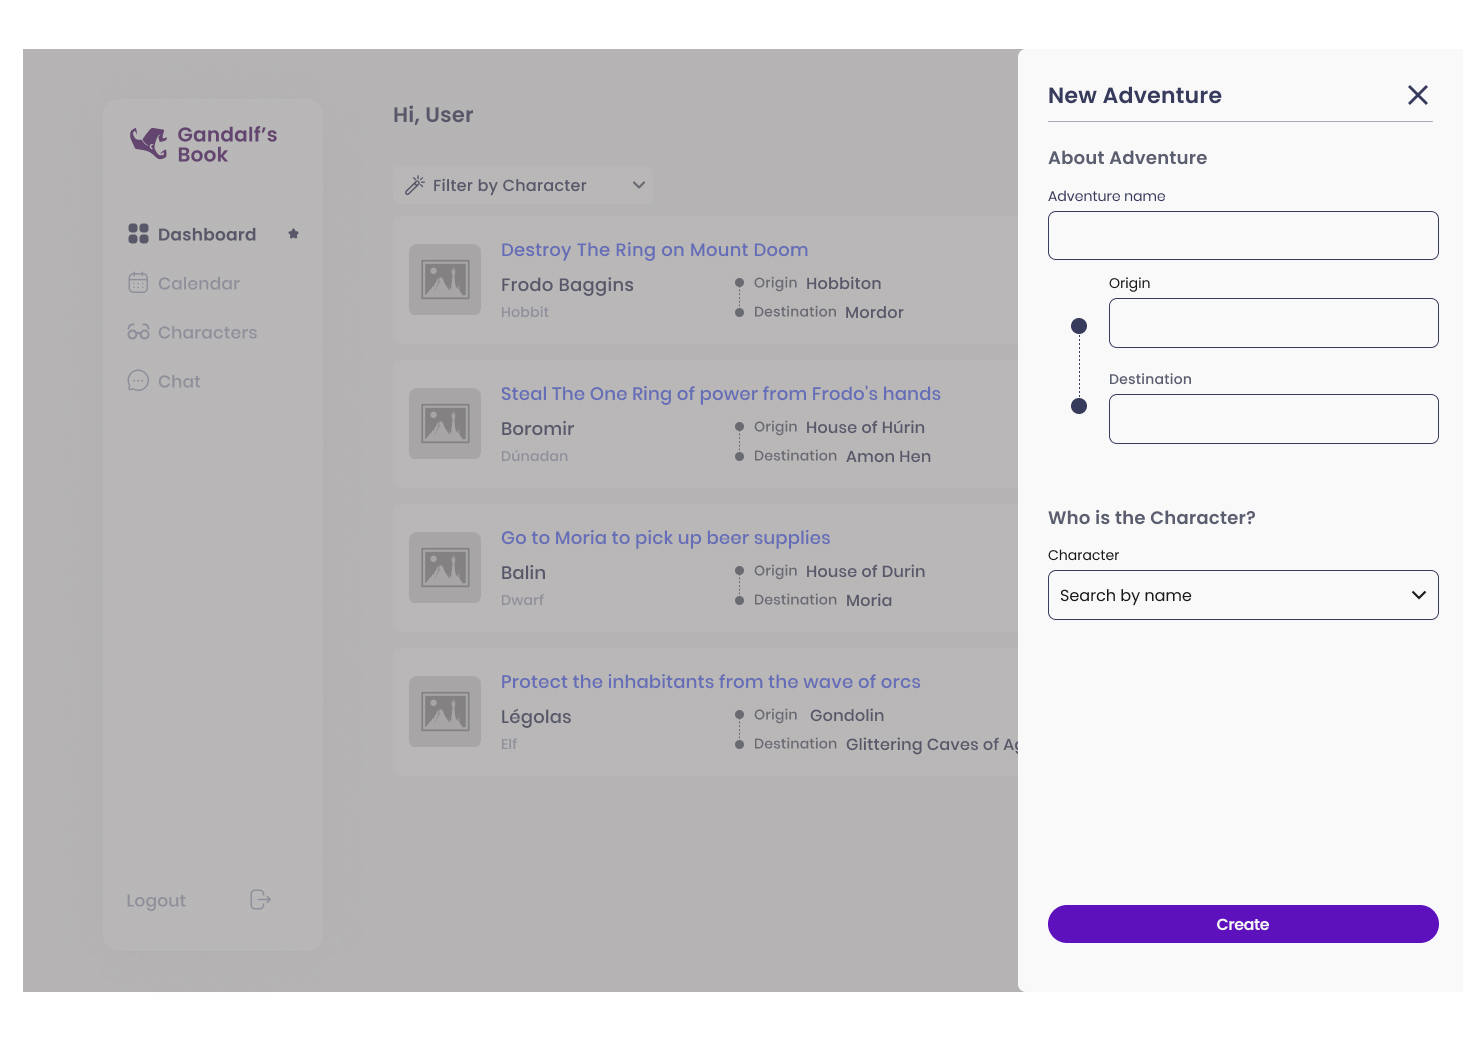 Gandalf's
Book
Dashboard
Calendar
Characters
Chat
Logout
Hi, User
Filter by Character
Destroy The Ring on Mount Doom
Frodo Baggins
Hobbit
Origin Hobbiton
Destination Mordor
Steal The One Ring of power from Frodo's hands
Boromir
Dúnadan
Origin House of Húrin
Destination Amon Hen
Go to Moria to pick up beer supplies
Balin
Dwarf
Origin House of Durin
Destination Moria
Protect the inhabitants from the wave of orcs
Légolas
Elf
Origin Gondolin
Destination Glittering Caves of
New Adventure
About Adventure
Adventure name
Origin
Destination
Who is the Character?
Character
Search by name
Create